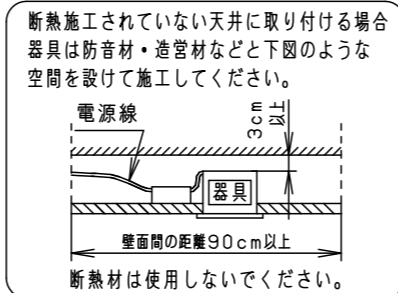 断熱施工されていない天井に取り付ける場合
器具は防音材・造営材などと下図のような
空間を設けて施工してください。
電源線
3cm
以上
器具
壁面間の距離90cm以上
断熱材は使用しないでください。